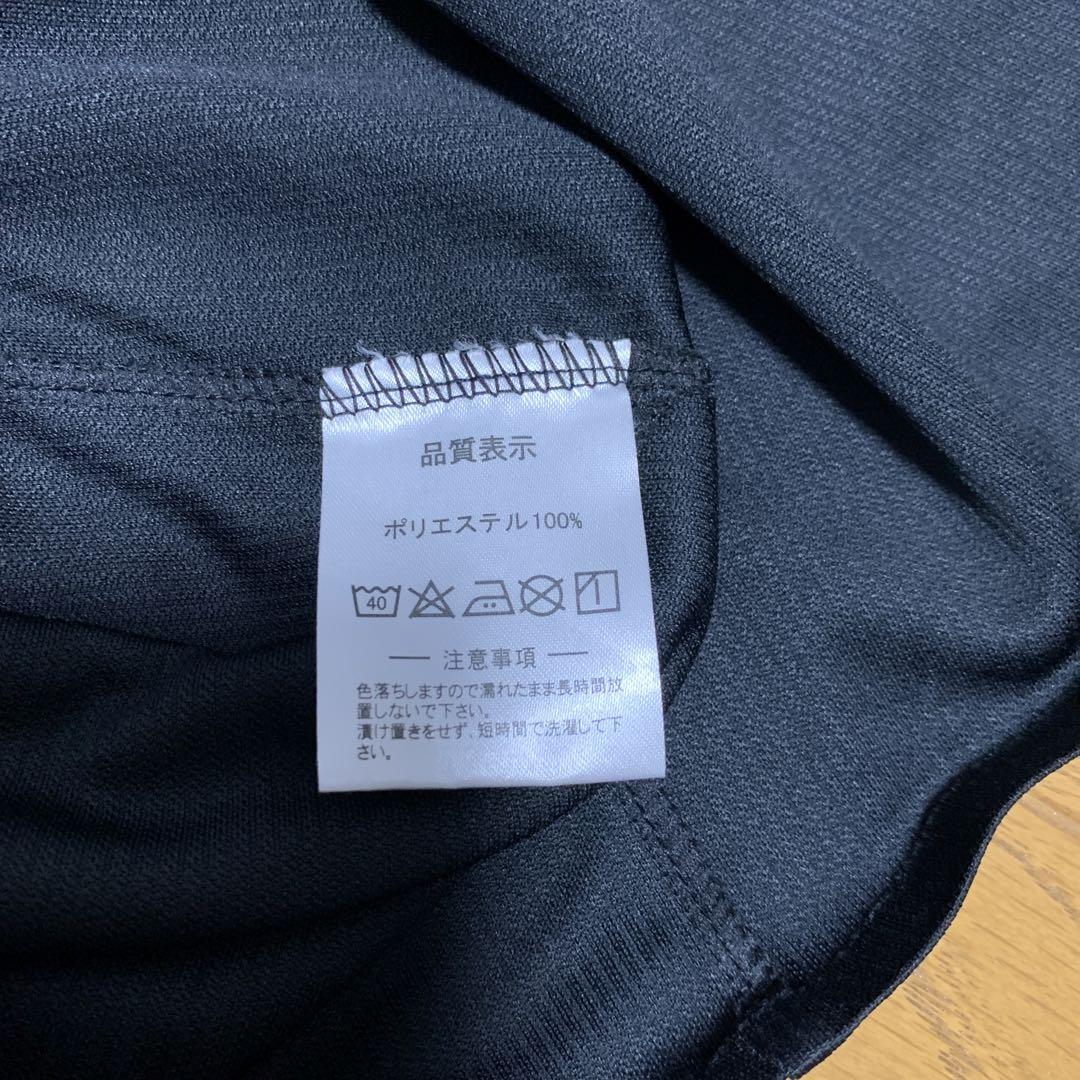 品質表示
ポリエステル100%
40
注意事項
色落ちしますので濡れたまま長時間放
置しないで下さい。
漬け置きをせず、短時間で洗濯して下
さい。